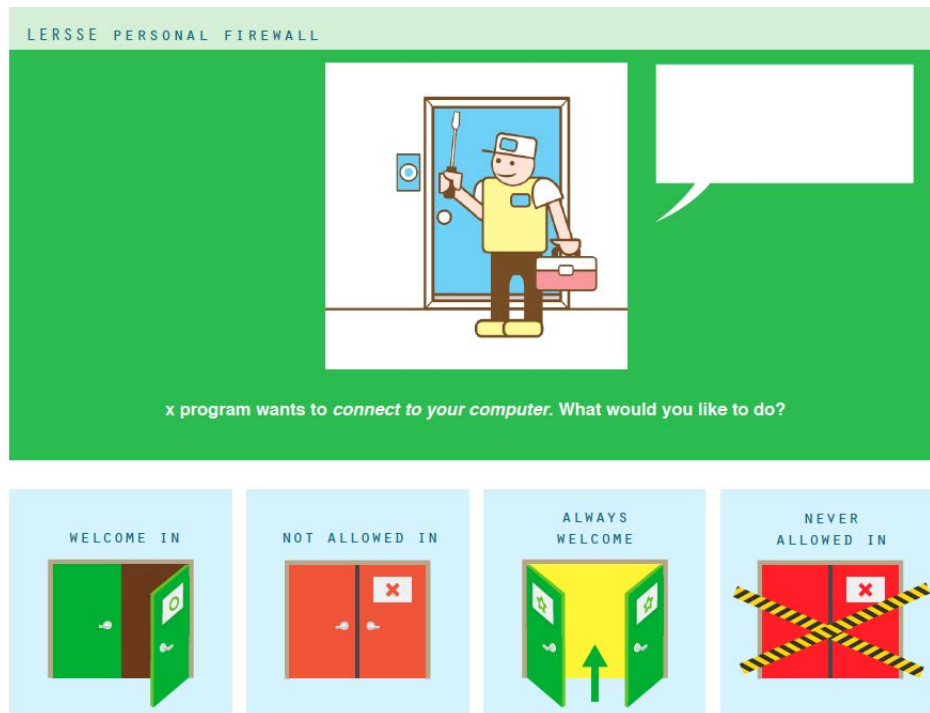 LERSSE PERSONAL FIREWALL
x program wants to connect to your computer. What would you like to do?
WELCOME IN
NOT ALLOWED IN
ALWAYS
WELCOME
NEVER
ALLOWED IN